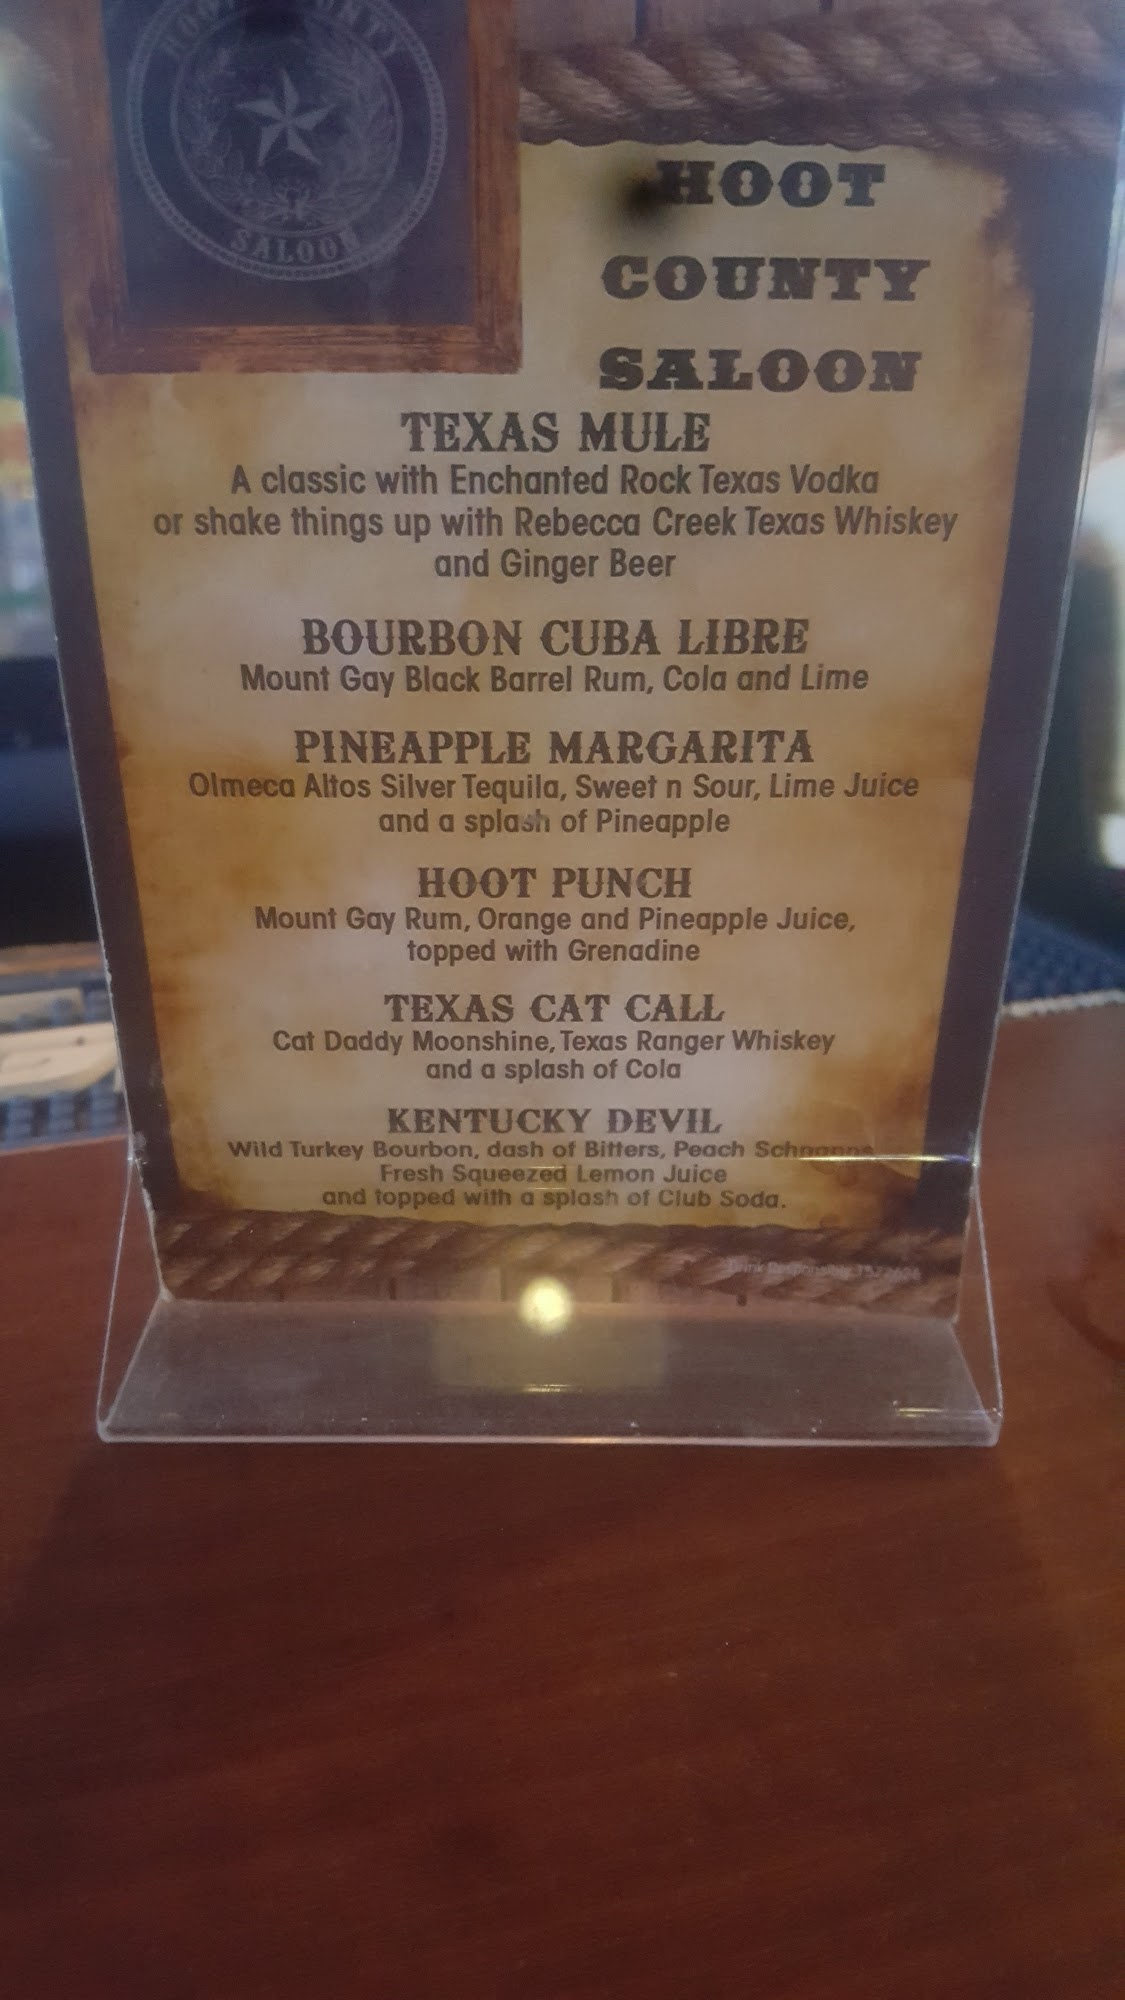 SALOON
HOOT
COUNTY
SALOON
TEXAS MULE
A classic with Enchanted Rock Texas Vodka
or shake things up with Rebecca Creek Texas Whiskey
and Ginger Beer
BOURBON CUBA LIBRE
Mount Gay Black Barrel Rum, Cola and Lime
PINEAPPLE MARGARITA
Olmeca Altos Silver Tequila, Sweet n Sour, Lime Juice
and a splash of Pineapple
HOOT PUNCH
Mount Gay Rum, Orange and Pineapple Juice,
topped with Grenadine
TEXAS CAT CALL
Cat Daddy Moonshine, Texas Ranger Whiskey
and a splash of Cola
KENTUCKY DEVIL
Wild Turkey Bourbon, dash of Bitters, Peach Schnapps
Fresh Squeezed Lemon Juice
and topped with a splash of Club Soda.
Drink Responsibly